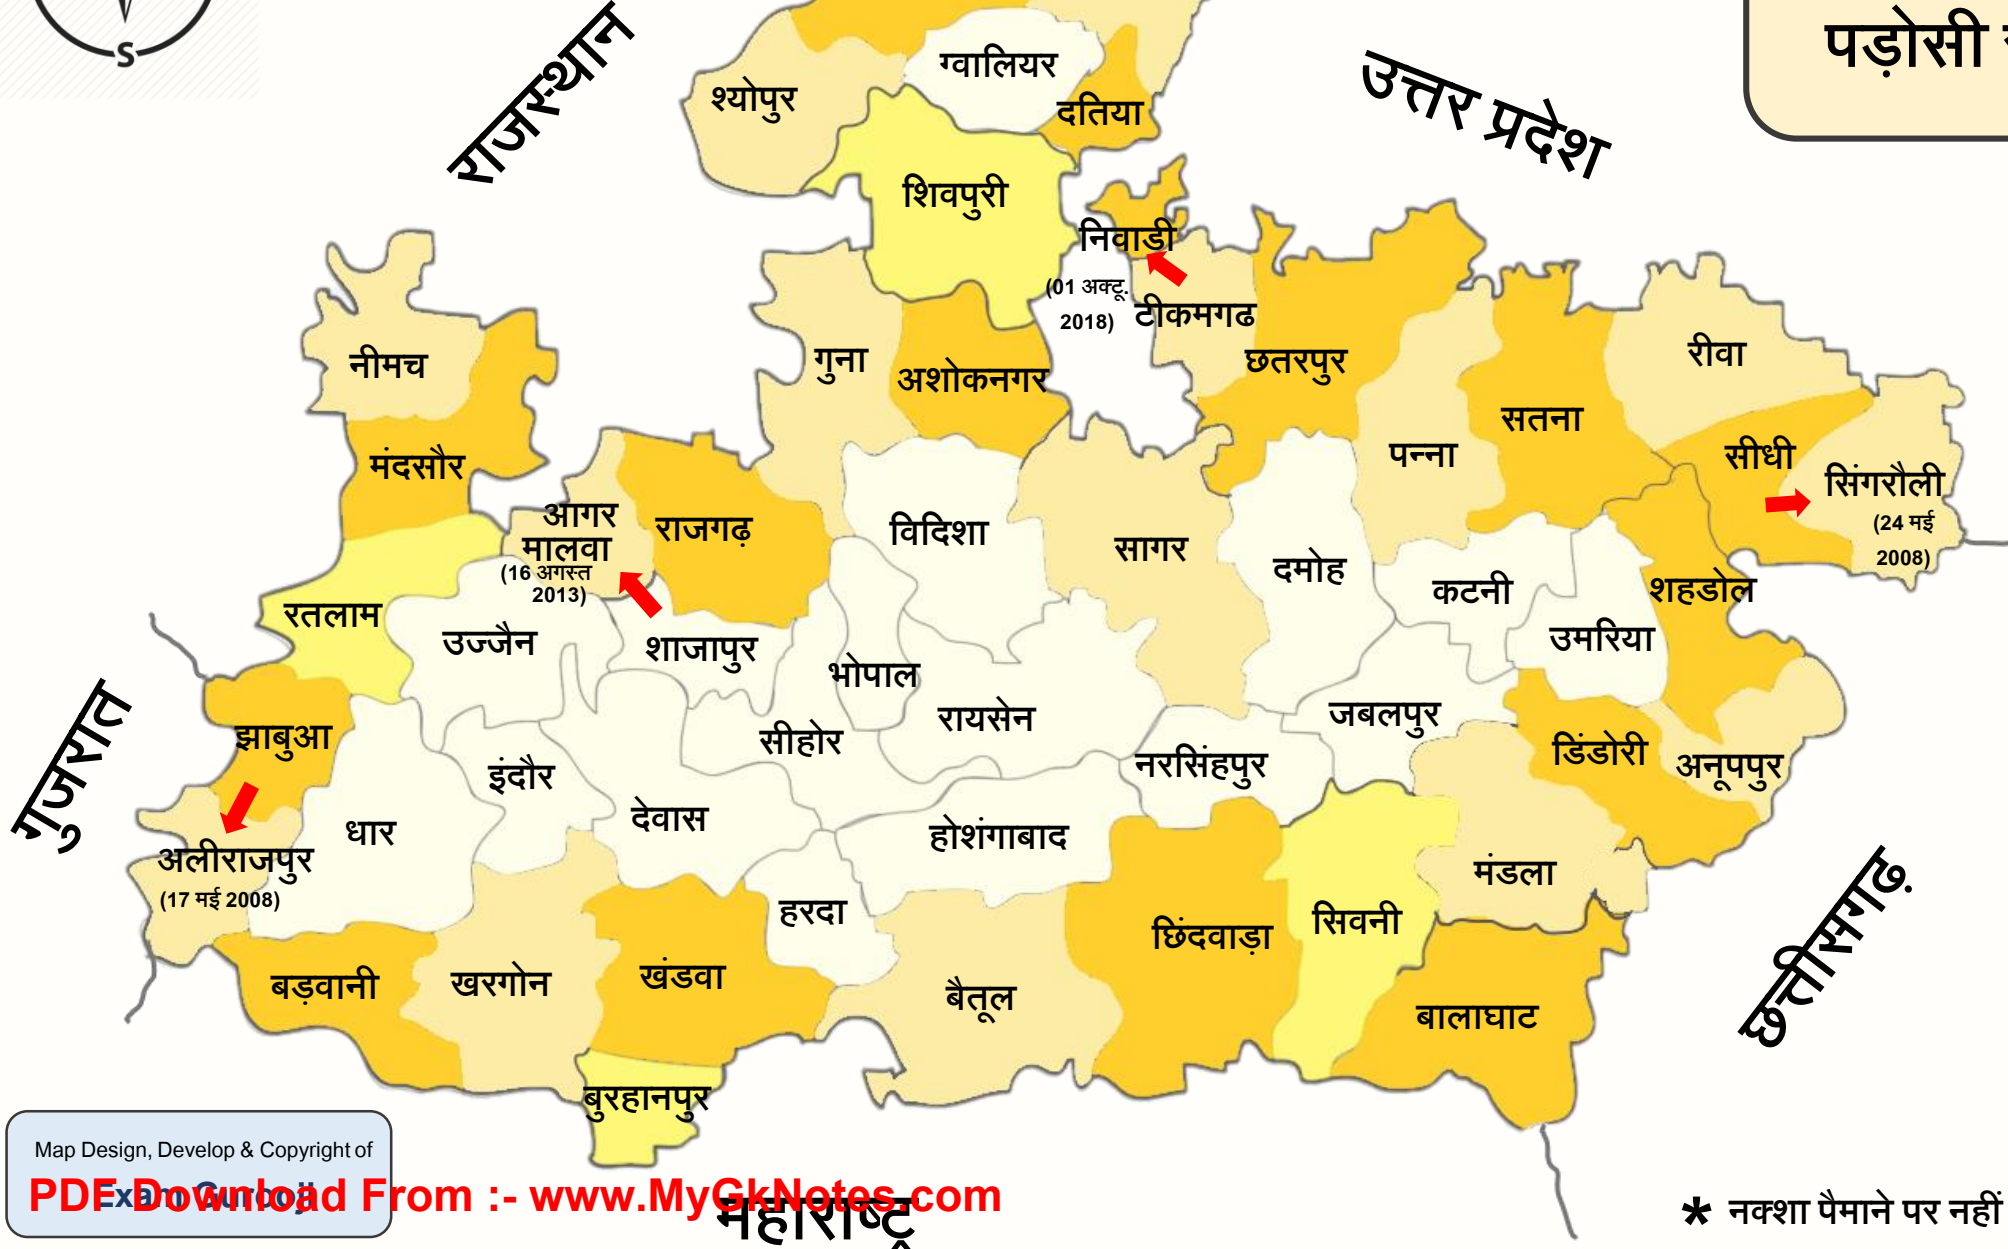 S
राजस्थान
ग्वालियर
श्योपुर
दतिया
उत्तर प्रदेश
पड़ोसी
शिवपुरी
निवाडी
(01 अक्टू.
2018)
टीकमगढ
नीमच
गुना
अशोकनगर
छतरपुर
रीवा
सतना
मंदसौर
पन्ना
सीधी
सिंगरौली
(24 मई
2008)
आगर
मालवा
(16 अगस्त
2013)
राजगढ़
विदिशा
सागर
दमोह
कटनी
शहडोल
रतलाम
उज्जैन
शाजापुर
उमरिया
भोपाल
गुजरात
झाबुआ
सीहोर
रायसेन
जबलपुर
इंदौर
नरसिंहपुर
डिंडोरी
अनूपपुर
धार
देवास
होशंगाबाद
अलीराजपुर
(17 मई 2008)
मंडला
हरदा
छिंदवाड़ा
सिवनी
छत्तीसगढ़
बड़वानी
खरगोन
खंडवा
बैतूल
बालाघाट
बुरहानपुर
Map Design, Develop & Copyright of
Exam Gurooji
PDF Download From :- www.MyGkNotes.com
महाराष्ट्र
* नक्शा पैमाने पर नहीं